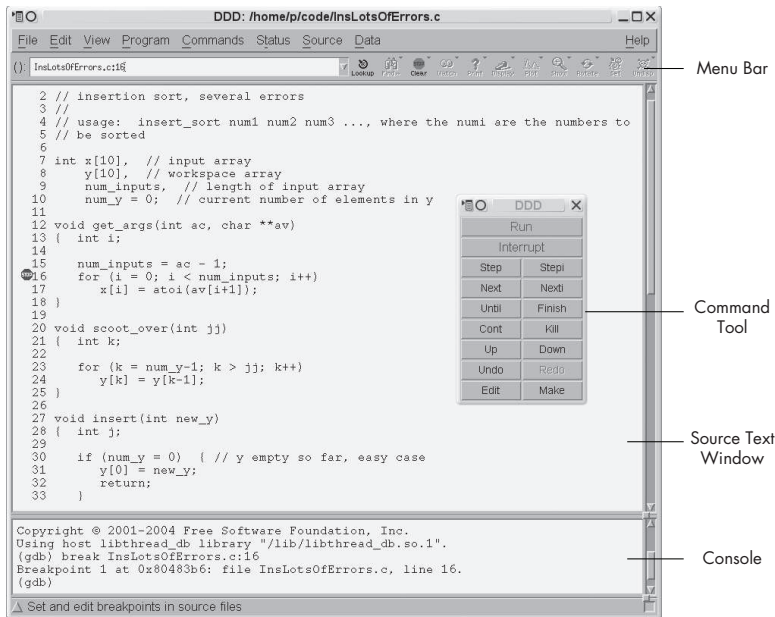 DDD: /home/p/code/InsLotsOfErrors.c
File Edit View Program Commands Status Source Data Help
(): InsLotsOfErrors.c:16
Lookup Find» Clear Watch Print Display Plot Show Rotate Set Undisp
Menu Bar
2 // insertion sort, several errors
3 //
4 // usage:  insert_sort num1 num2 num3 ..., where the numi are the numbers to
5 // be sorted
6
7 int x[10],  // input array
8     y[10],  // workspace array
9     num_inputs,  // length of input array
10     num_y = 0;  // current number of elements in y
11
12 void get_args(int ac, char **av)
13 {  int i;
14
15    num_inputs = ac - 1;
STOP 16    for (i = 0; i < num_inputs; i++)
17       x[i] = atoi(av[i+1]);
18 }
19
20 void scoot_over(int jj)
21 {  int k;
22
23    for (k = num_y-1; k > jj; k++)
24       y[k] = y[k-1];
25 }
26
27 void insert(int new_y)
28 {  int j;
29
30    if (num_y = 0)  { // y empty so far, easy case
31       y[0] = new_y;
32       return;
33    }
DDD
Run
Interrupt
Step Stepi
Next Nexti
Until Finish
Cont Kill
Up Down
Undo Redo
Edit Make
Command
Tool
Source Text
Window
Copyright © 2001-2004 Free Software Foundation, Inc.
Using host libthread_db library "/lib/libthread_db.so.1".
(gdb) break InsLotsOfErrors.c:16
Breakpoint 1 at 0x80483b6: file InsLotsOfErrors.c, line 16.
(gdb)
Console
Set and edit breakpoints in source files